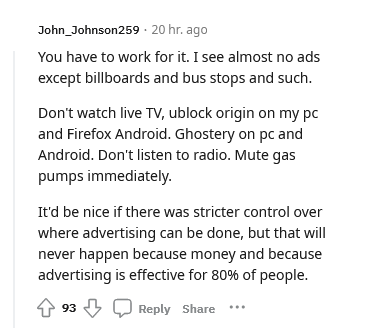 John_Johnson259 · 20 hr. ago
You have to work for it. I see almost no ads
except billboards and bus stops and such.
Don't watch live TV, ublock origin on my pc
and Firefox Android. Ghostery on pc and
Android. Don't listen to radio. Mute gas
pumps immediately.
It'd be nice if there was stricter control over
where advertising can be done, but that will
never happen because money and because
advertising is effective for 80% of people.
93 Reply Share ···